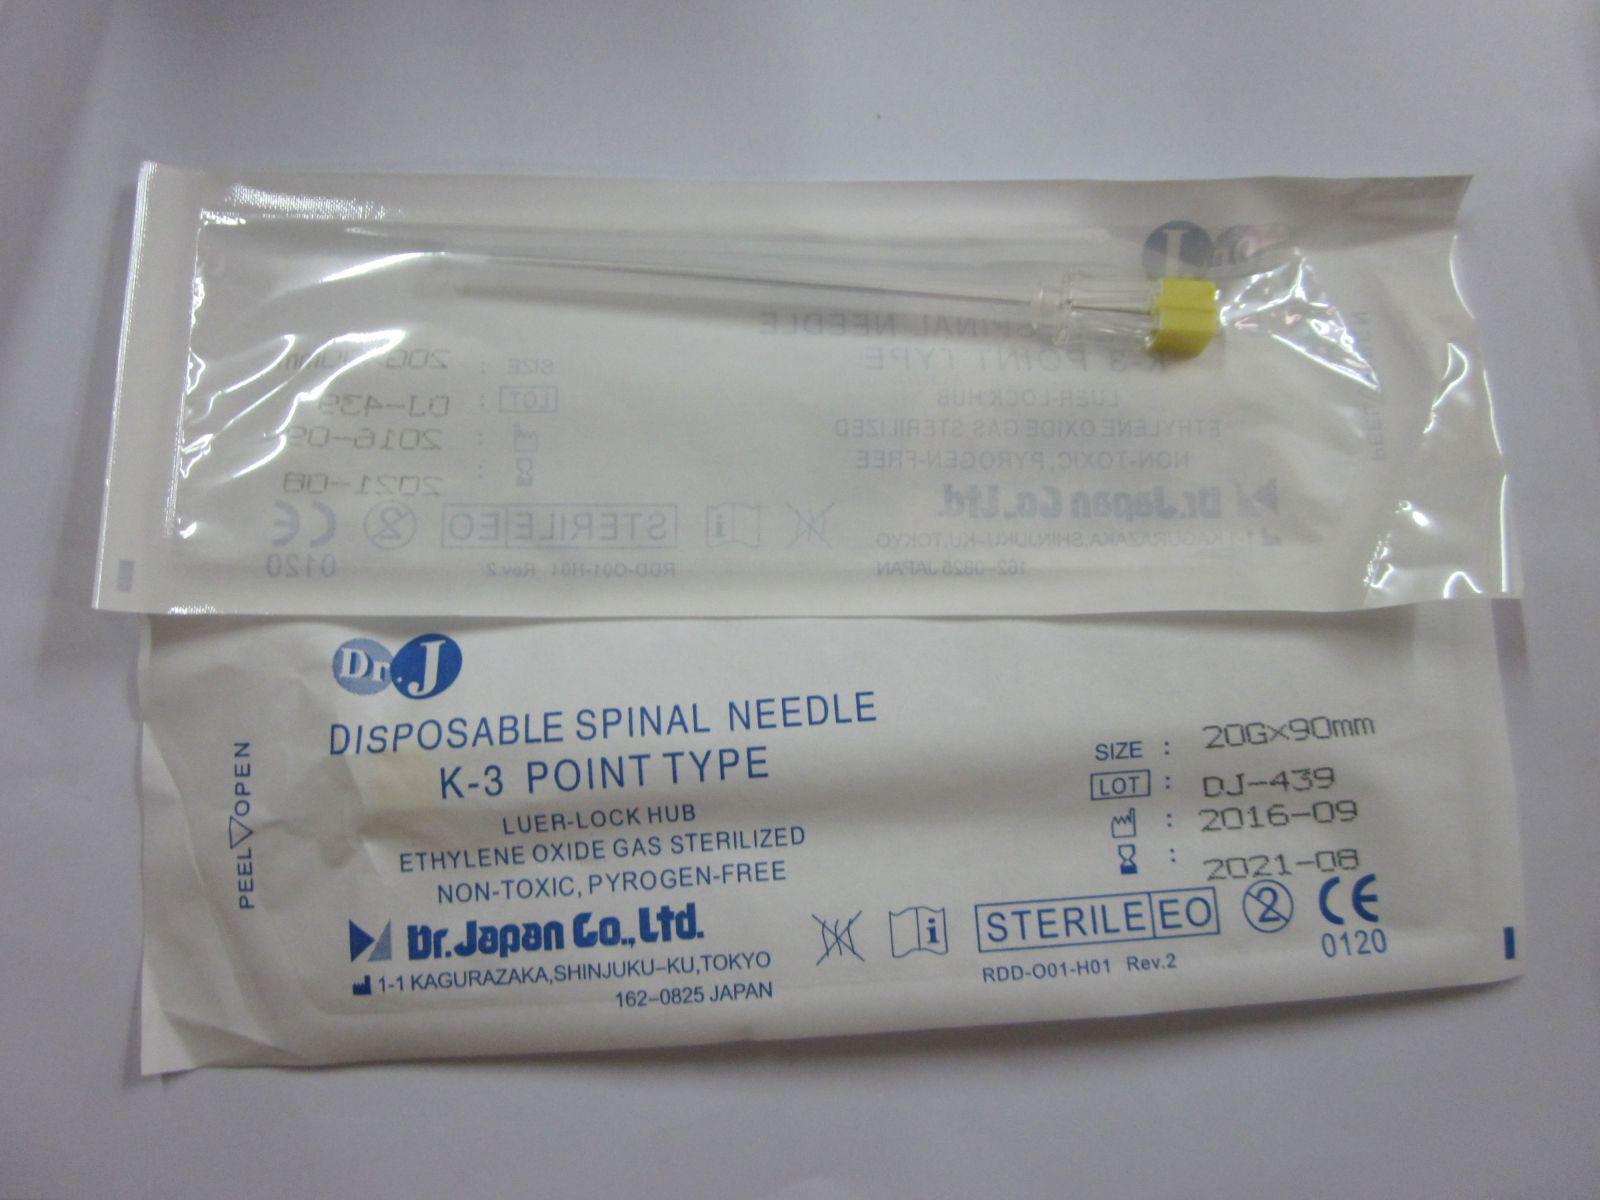 Dr. J
DISPOSABLE SPINAL NEEDLE
K-3 POINT TYPE
LUER-LOCK HUB
ETHYLENE OXIDE GAS STERILIZED
NON-TOXIC, PYROGEN-FREE
Dr. Japan Co., Ltd.
1-1 KAGURAZAKA, SHINJUKU-KU, TOKYO
162-0825 JAPAN
PEEL OPEN
SIZE : 20G×90mm
LOT : DJ-439
: 2016-09
: 2021-08
STERILE EO 2 CE
0120
RDD-O01-H01 Rev.2